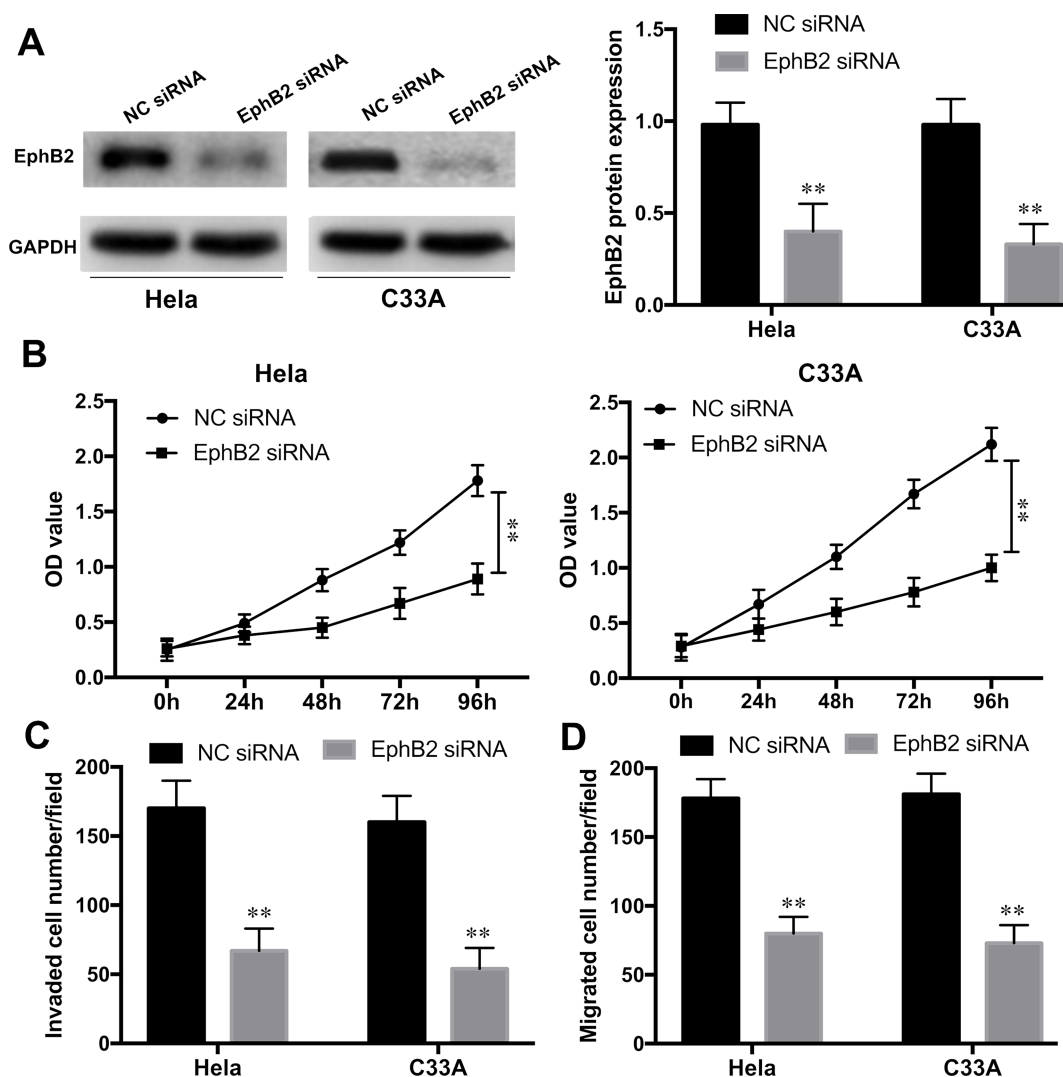 A
NC siRNA
EphB2 siRNA
NC siRNA
EphB2 siRNA
EphB2
GAPDH
Hela
C33A
NC siRNA
EphB2 siRNA
EphB2 protein expression
1.5
1.0
0.5
0.0
**
**
Hela
C33A
B
Hela
NC siRNA
EphB2 siRNA
OD value
2.5
2.0
1.5
1.0
0.5
0.0
**
0h 24h 48h 72h 96h
C33A
NC siRNA
EphB2 siRNA
OD value
2.5
2.0
1.5
1.0
0.5
0.0
**
0h 24h 48h 72h 96h
C
NC siRNA
EphB2 siRNA
Invaded cell number/field
200
150
100
50
0
**
**
Hela
C33A
D
NC siRNA
EphB2 siRNA
Migrated cell number/field
200
150
100
50
0
**
**
Hela
C33A